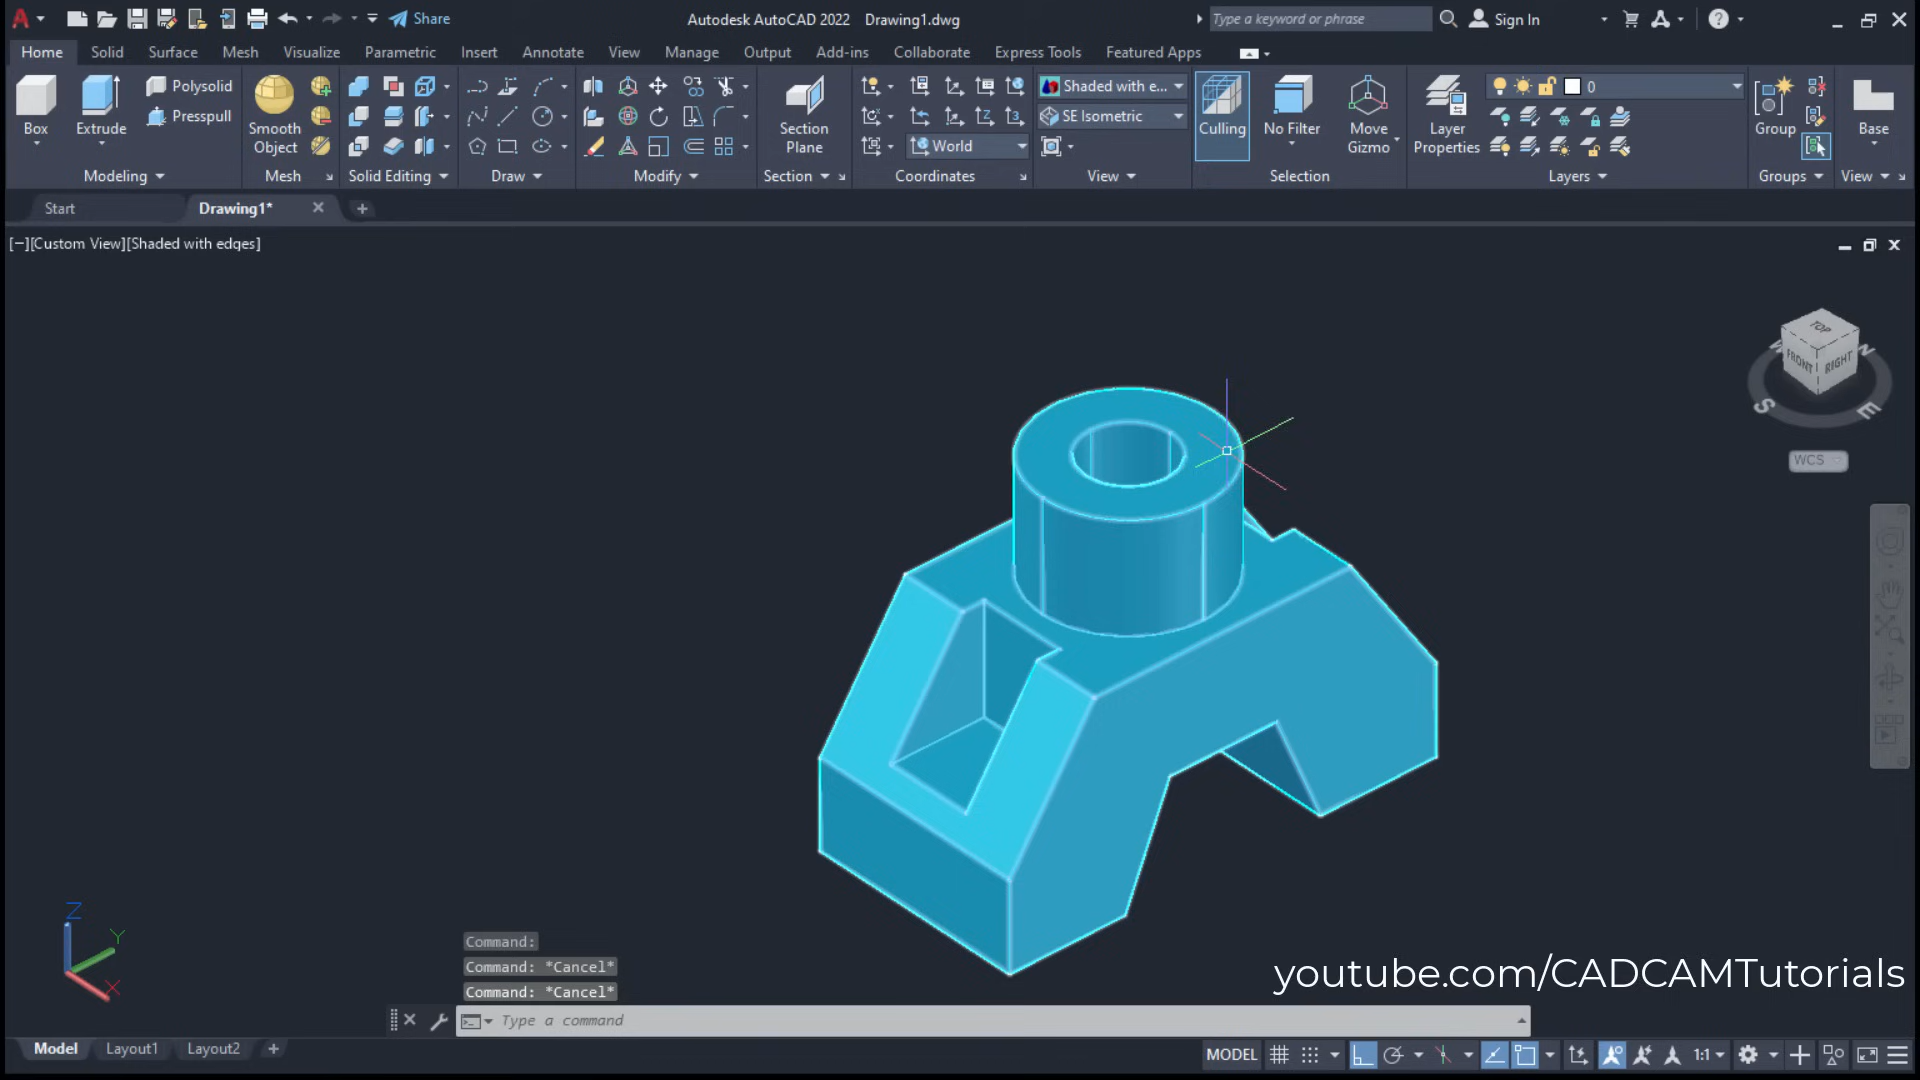 Share
Autodesk AutoCAD 2022 Drawing1.dwg
Type a keyword or phrase
Sign In
Home Solid Surface Mesh Visualize Parametric Insert Annotate View Manage Output Add-ins Collaborate Express Tools Featured Apps
Box
Extrude
Polysolid
Presspull
Smooth Object
Section Plane
World
Shaded with e...
SE Isometric
Culling
No Filter
Move Gizmo
Layer Properties
0
Group
Base
Modeling Mesh Solid Editing Draw Modify Section Coordinates View Selection Layers Groups View
Start Drawing1*
[−][Custom View][Shaded with edges]
TOP
FRONT RIGHT
W N
S E
WCS
Z
Y
X
Command:
Command: *Cancel*
Command: *Cancel*
Type a command
youtube.com/CADCAMTutorials
Model Layout1 Layout2
MODEL 1:1